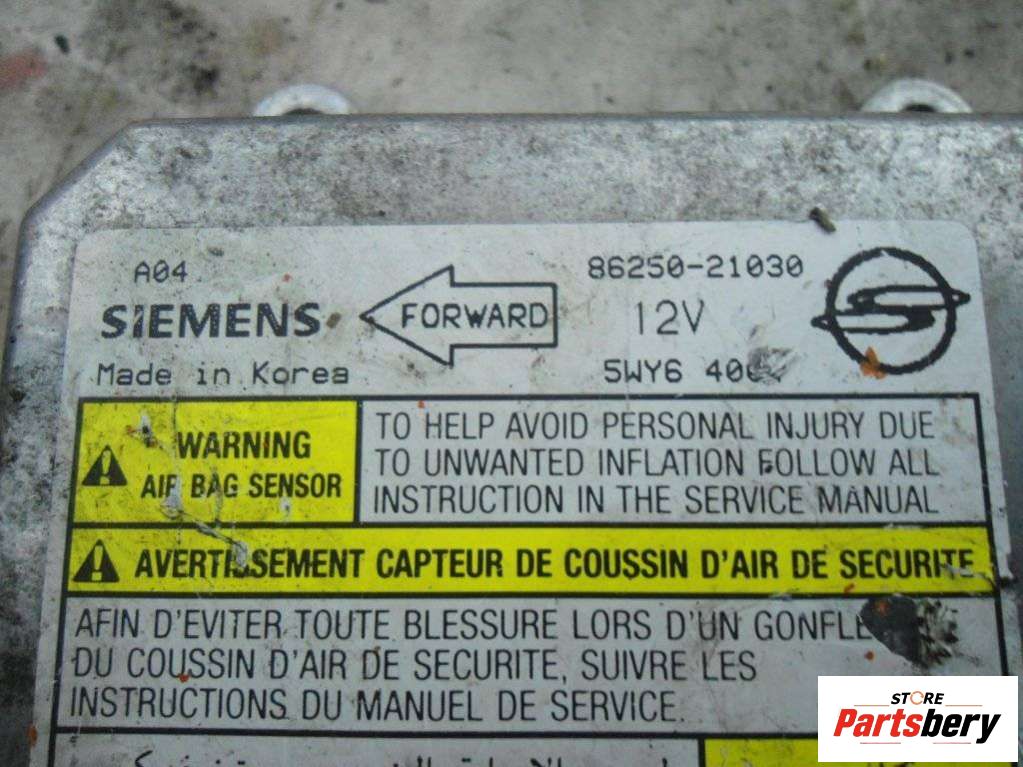 A04
SIEMENS
Made in Korea
FORWARD
86250-21030
12V
5WY6
WARNING
AIR BAG SENSOR
TO HELP AVOID PERSONAL INJURY DUE
TO UNWANTED INFLATION FOLLOW ALL
INSTRUCTION IN THE SERVICE MANUAL
AVERTISSEMENT CAPTEUR DE COUSSIN D'AIR DE SECURITE
AFIN D'EVITER TOUTE BLESSURE LORS D'UN
DU COUSSIN D'AIR DE SECURITE, SUIVRE LES
INSTRUCTIONS DU MANUEL DE SERVICE.
STORE
Partsbery